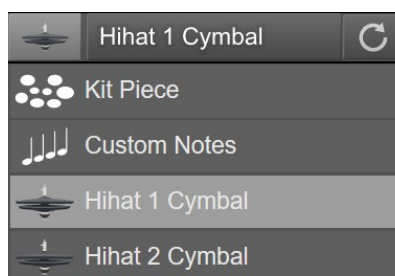 Hihat 1 Cymbal
Kit Piece
Custom Notes
Hihat 1 Cymbal
Hihat 2 Cymbal